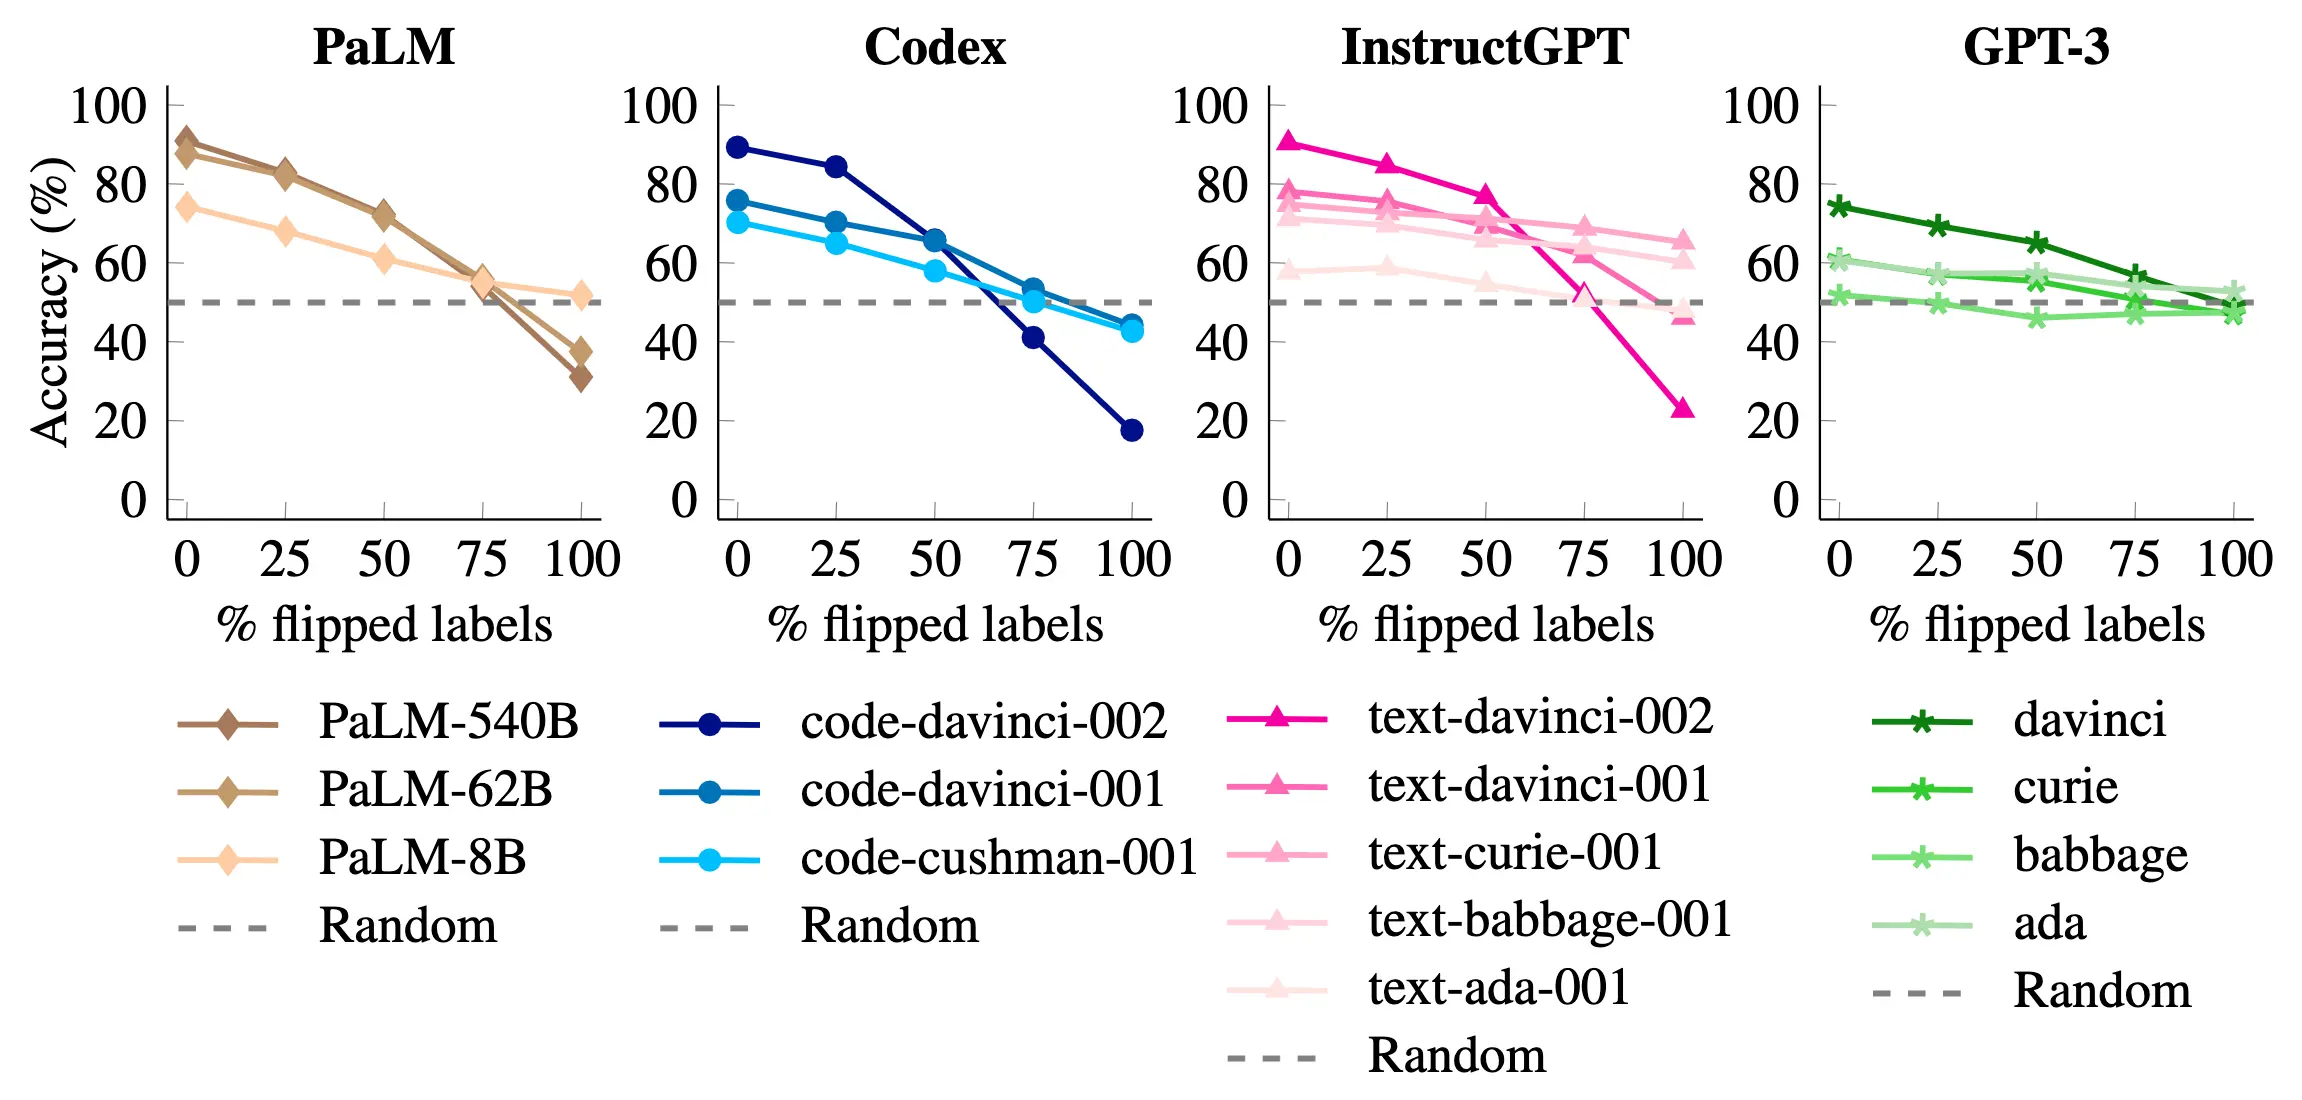 PaLM
Codex
InstructGPT
GPT-3
Accuracy (%)
100
80
60
40
20
0
0 25 50 75 100
% flipped labels
100
80
60
40
20
0
0 25 50 75 100
% flipped labels
100
80
60
40
20
0
0 25 50 75 100
% flipped labels
100
80
60
40
20
0
0 25 50 75 100
% flipped labels
PaLM-540B
PaLM-62B
PaLM-8B
Random
code-davinci-002
code-davinci-001
code-cushman-001
Random
text-davinci-002
text-davinci-001
text-curie-001
text-babbage-001
text-ada-001
Random
davinci
curie
babbage
ada
Random